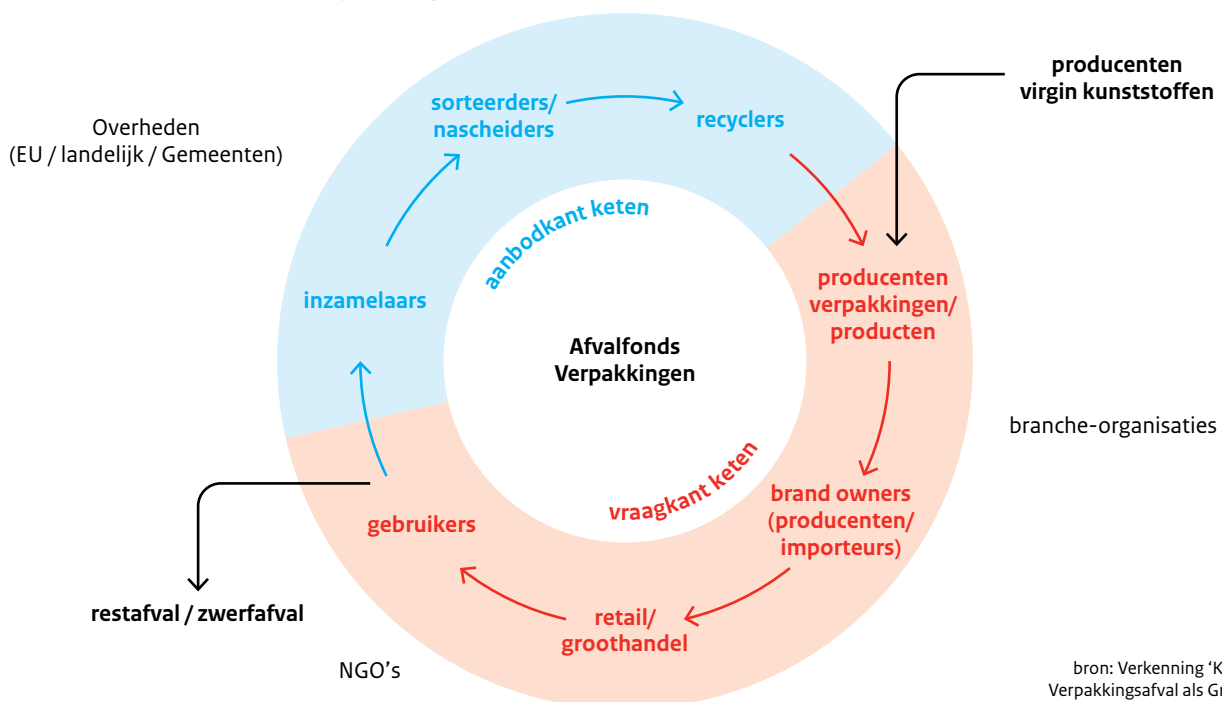 producenten
virgin kunststoffen
sorteerders/
nascheiders
recyclers
Overheden
(EU / landelijk / Gemeenten)
aanbodkant keten
inzamelaars
producenten
verpakkingen/
producten
Afvalfonds
Verpakkingen
branche-organisaties
vraagkant keten
brand owners
(producenten/
importeurs)
gebruikers
restafval / zwerfafval
retail/
groothandel
NGO's
bron: Verkenning ‘K
Verpakkingsafval als G